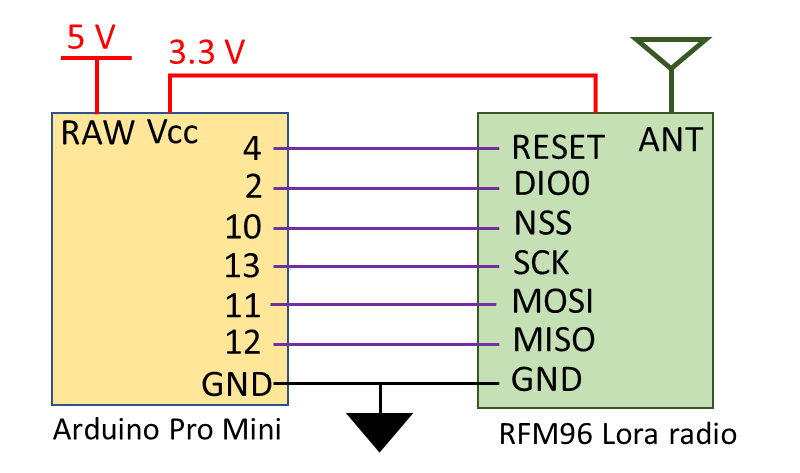 5 V
3.3 V
RAW Vcc
ANT
4 RESET
2 DIO0
10 NSS
13 SCK
11 MOSI
12 MISO
GND GND
Arduino Pro Mini
RFM96 Lora radio